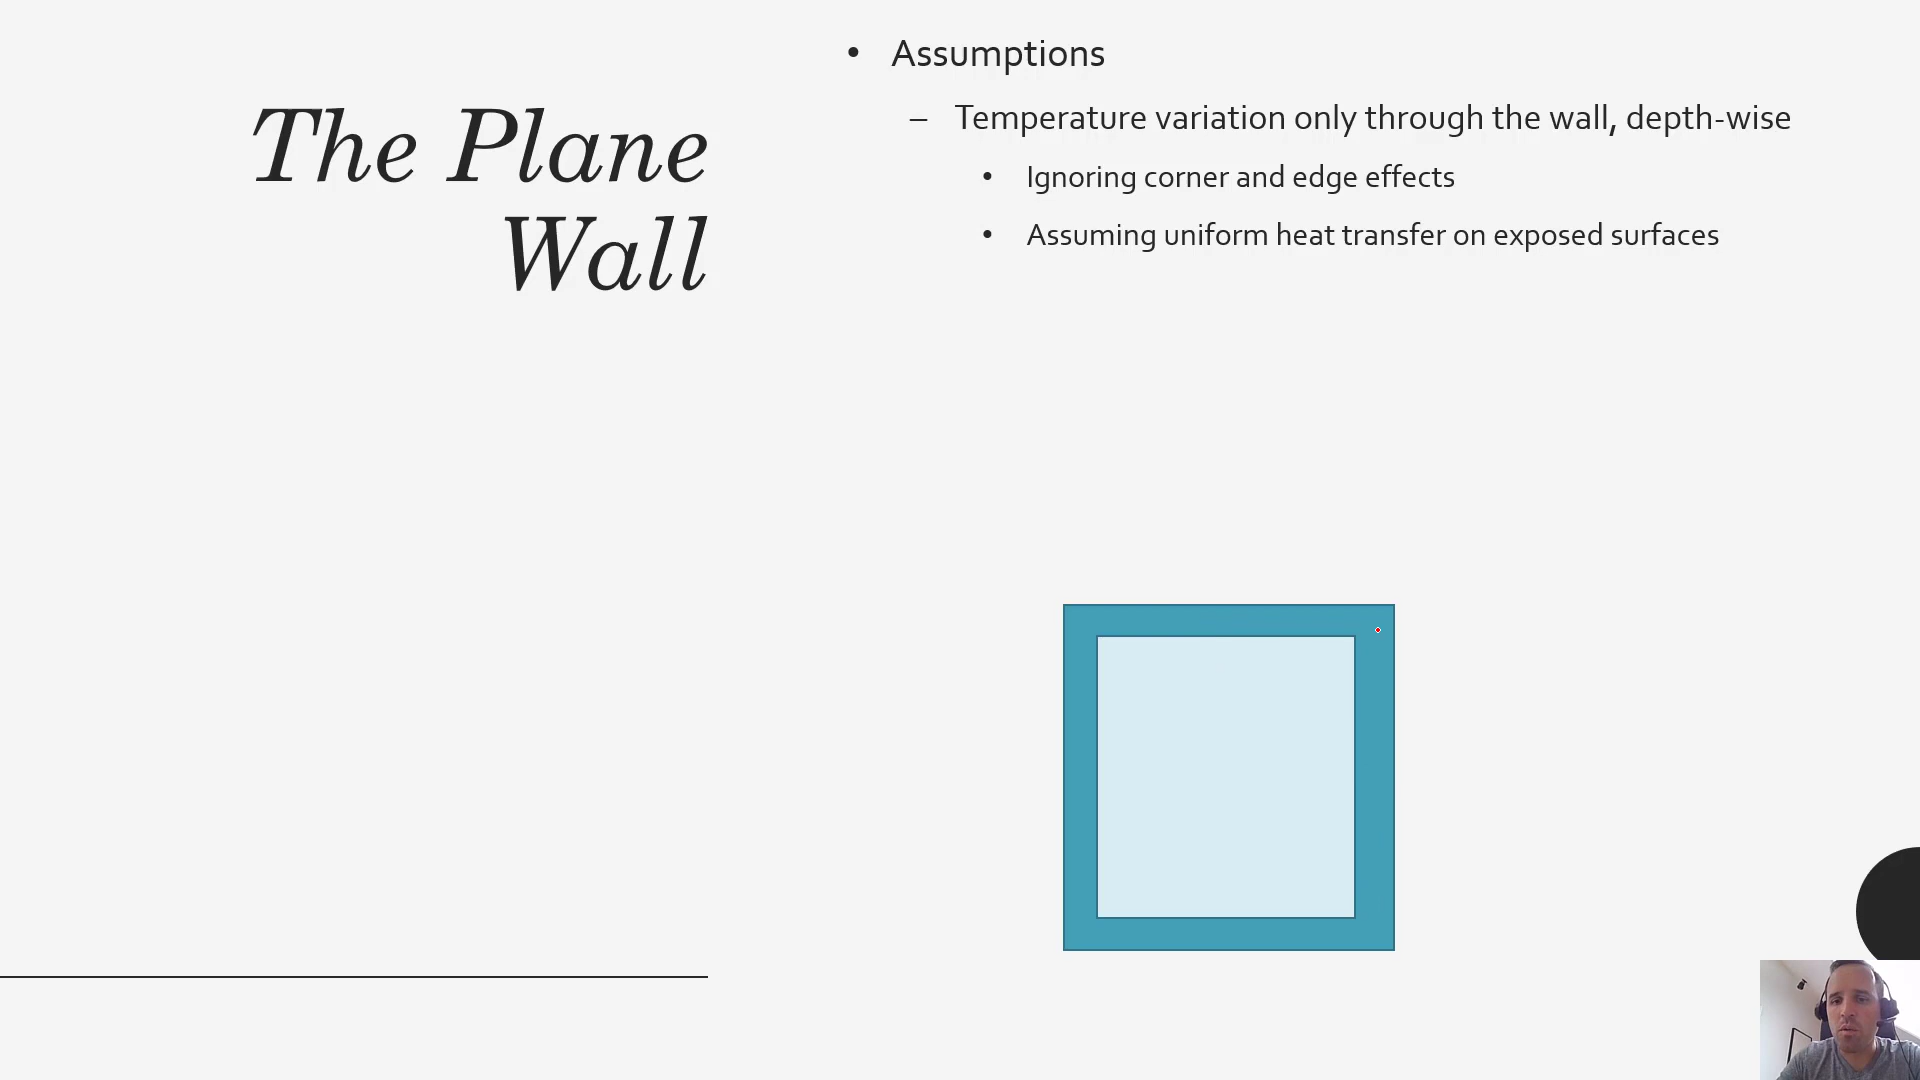 The Plane
Wall
• Assumptions
– Temperature variation only through the wall, depth-wise
• Ignoring corner and edge effects
• Assuming uniform heat transfer on exposed surfaces